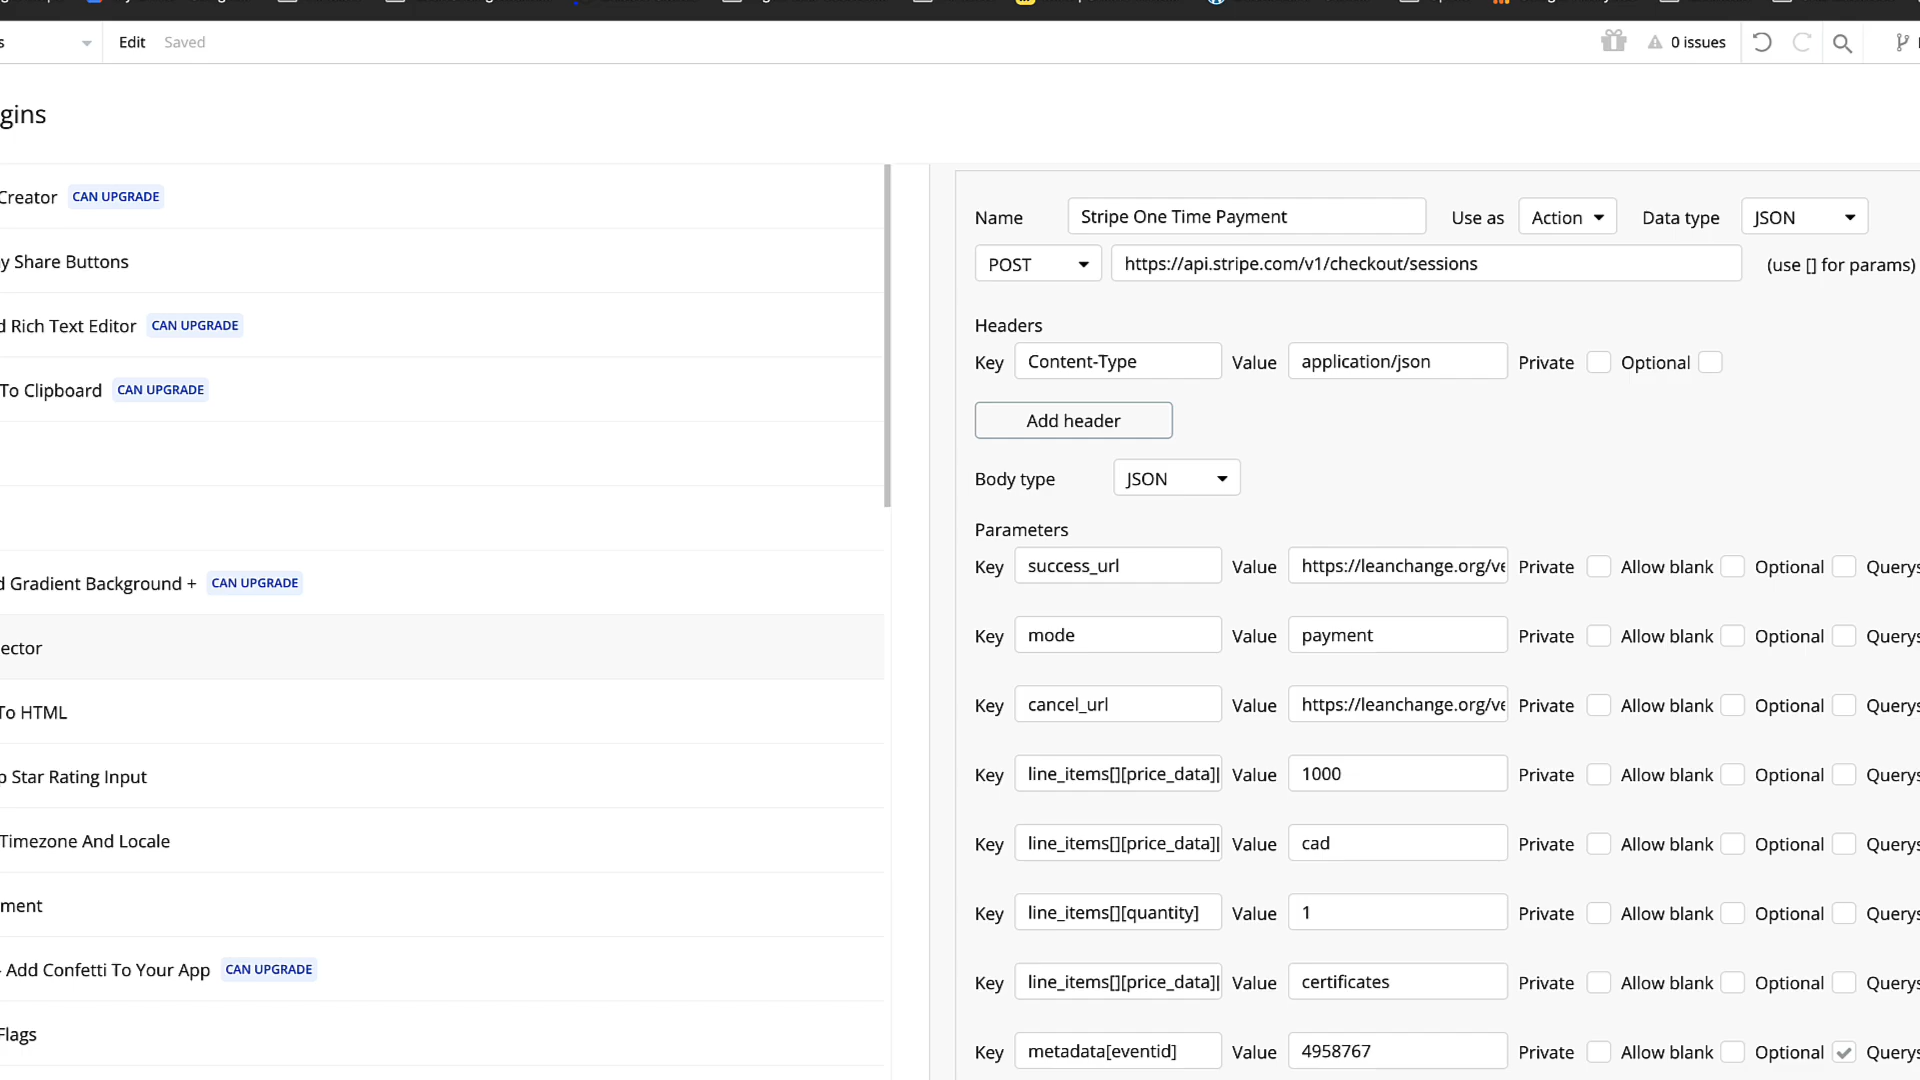 Edit Saved
0 issues
gins
Creator CAN UPGRADE
y Share Buttons
d Rich Text Editor CAN UPGRADE
To Clipboard CAN UPGRADE
d Gradient Background + CAN UPGRADE
ector
To HTML
p Star Rating Input
Timezone And Locale
ment
Add Confetti To Your App CAN UPGRADE
Flags
Name Stripe One Time Payment Use as Action Data type JSON
POST https://api.stripe.com/v1/checkout/sessions (use [] for params)
Headers
Key Content-Type Value application/json Private Optional
Add header
Body type JSON
Parameters
Key success_url Value https://leanchange.org/ve Private Allow blank Optional Querys
Key mode Value payment Private Allow blank Optional Querys
Key cancel_url Value https://leanchange.org/ve Private Allow blank Optional Querys
Key line_items[][price_data][ Value 1000 Private Allow blank Optional Querys
Key line_items[][price_data][ Value cad Private Allow blank Optional Querys
Key line_items[][quantity] Value 1 Private Allow blank Optional Querys
Key line_items[][price_data][ Value certificates Private Allow blank Optional Querys
Key metadata[eventid] Value 4958767 Private Allow blank Optional Querys